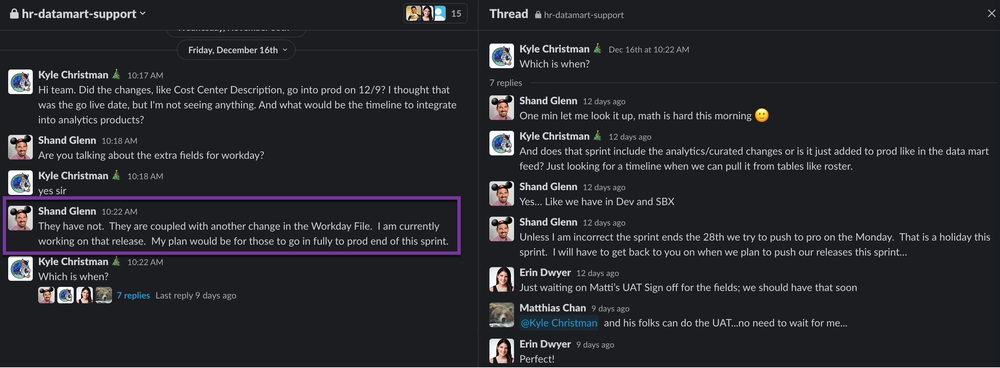 hr-datamart-support
15
Friday, December 16th
Kyle Christman 10:17 AM
Hi team. Did the changes, like Cost Center Description, go into prod on 12/9? I thought that
was the go live date, but I'm not seeing anything. And what would be the timeline to integrate
into analytics products?
Shand Glenn 10:18 AM
Are you talking about the extra fields for workday?
Kyle Christman 10:18 AM
yes sir
Shand Glenn 10:22 AM
They have not.  They are coupled with another change in the Workday File.  I am currently
working on that release.  My plan would be for those to go in fully to prod end of this sprint.
Kyle Christman 10:22 AM
Which is when?
7 replies Last reply 9 days ago
Thread hr-datamart-support
Kyle Christman Dec 16th at 10:22 AM
Which is when?
7 replies
Shand Glenn 12 days ago
One min let me look it up, math is hard this morning
Kyle Christman 12 days ago
And does that sprint include the analytics/curated changes or is it just added to prod like in the data mart
feed? Just looking for a timeline when we can pull it from tables like roster.
Shand Glenn 12 days ago
Yes... Like we have in Dev and SBX
Shand Glenn 12 days ago
Unless I am incorrect the sprint ends the 28th we try to push to pro on the Monday.  That is a holiday this
sprint.  I will have to get back to you on when we plan to push our releases this sprint...
Erin Dwyer 12 days ago
Just waiting on Matti’s UAT Sign off for the fields; we should have that soon
Matthias Chan 9 days ago
@Kyle Christman and his folks can do the UAT...no need to wait for me...
Erin Dwyer 9 days ago
Perfect!